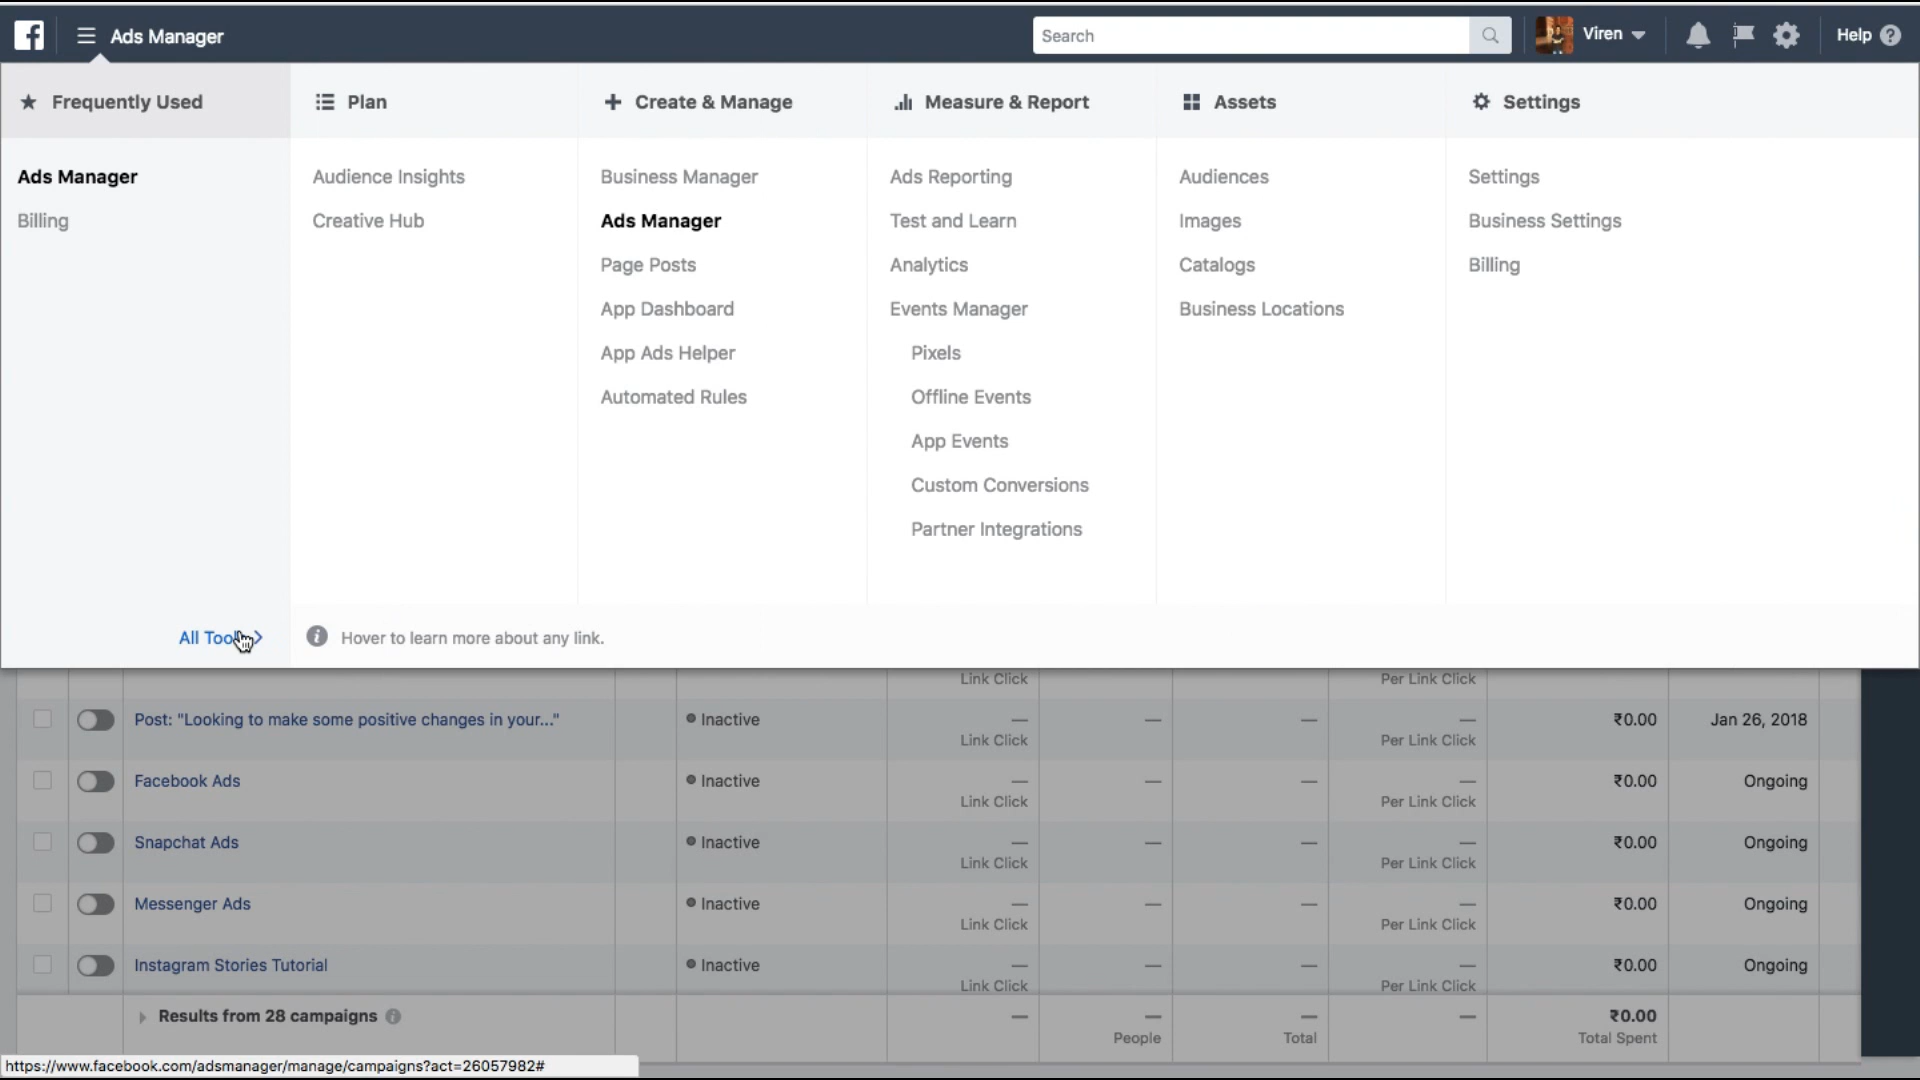 Ads Manager
Search
Viren
Help
Frequently Used
Plan
Create & Manage
Measure & Report
Assets
Settings
Ads Manager
Audience Insights
Business Manager
Ads Reporting
Audiences
Settings
Billing
Creative Hub
Ads Manager
Test and Learn
Images
Business Settings
Page Posts
Analytics
Catalogs
Billing
App Dashboard
Events Manager
Business Locations
App Ads Helper
Pixels
Automated Rules
Offline Events
App Events
Custom Conversions
Partner Integrations
All
Hover to learn more about any link.
Link Click
Per Link Click
Post: "Looking to make some positive changes in your..."
Inactive
— — — —
₹0.00
Jan 26, 2018
Link Click
Per Link Click
Facebook Ads
Inactive
— — — —
₹0.00
Ongoing
Link Click
Per Link Click
Snapchat Ads
Inactive
— — — —
₹0.00
Ongoing
Link Click
Per Link Click
Messenger Ads
Inactive
— — — —
₹0.00
Ongoing
Link Click
Per Link Click
Instagram Stories Tutorial
Inactive
— — — —
₹0.00
Ongoing
Link Click
Per Link Click
Results from 28 campaigns
— — — —
₹0.00
People
Total
Total Spent
https://www.facebook.com/adsmanager/manage/campaigns?act=26057982#